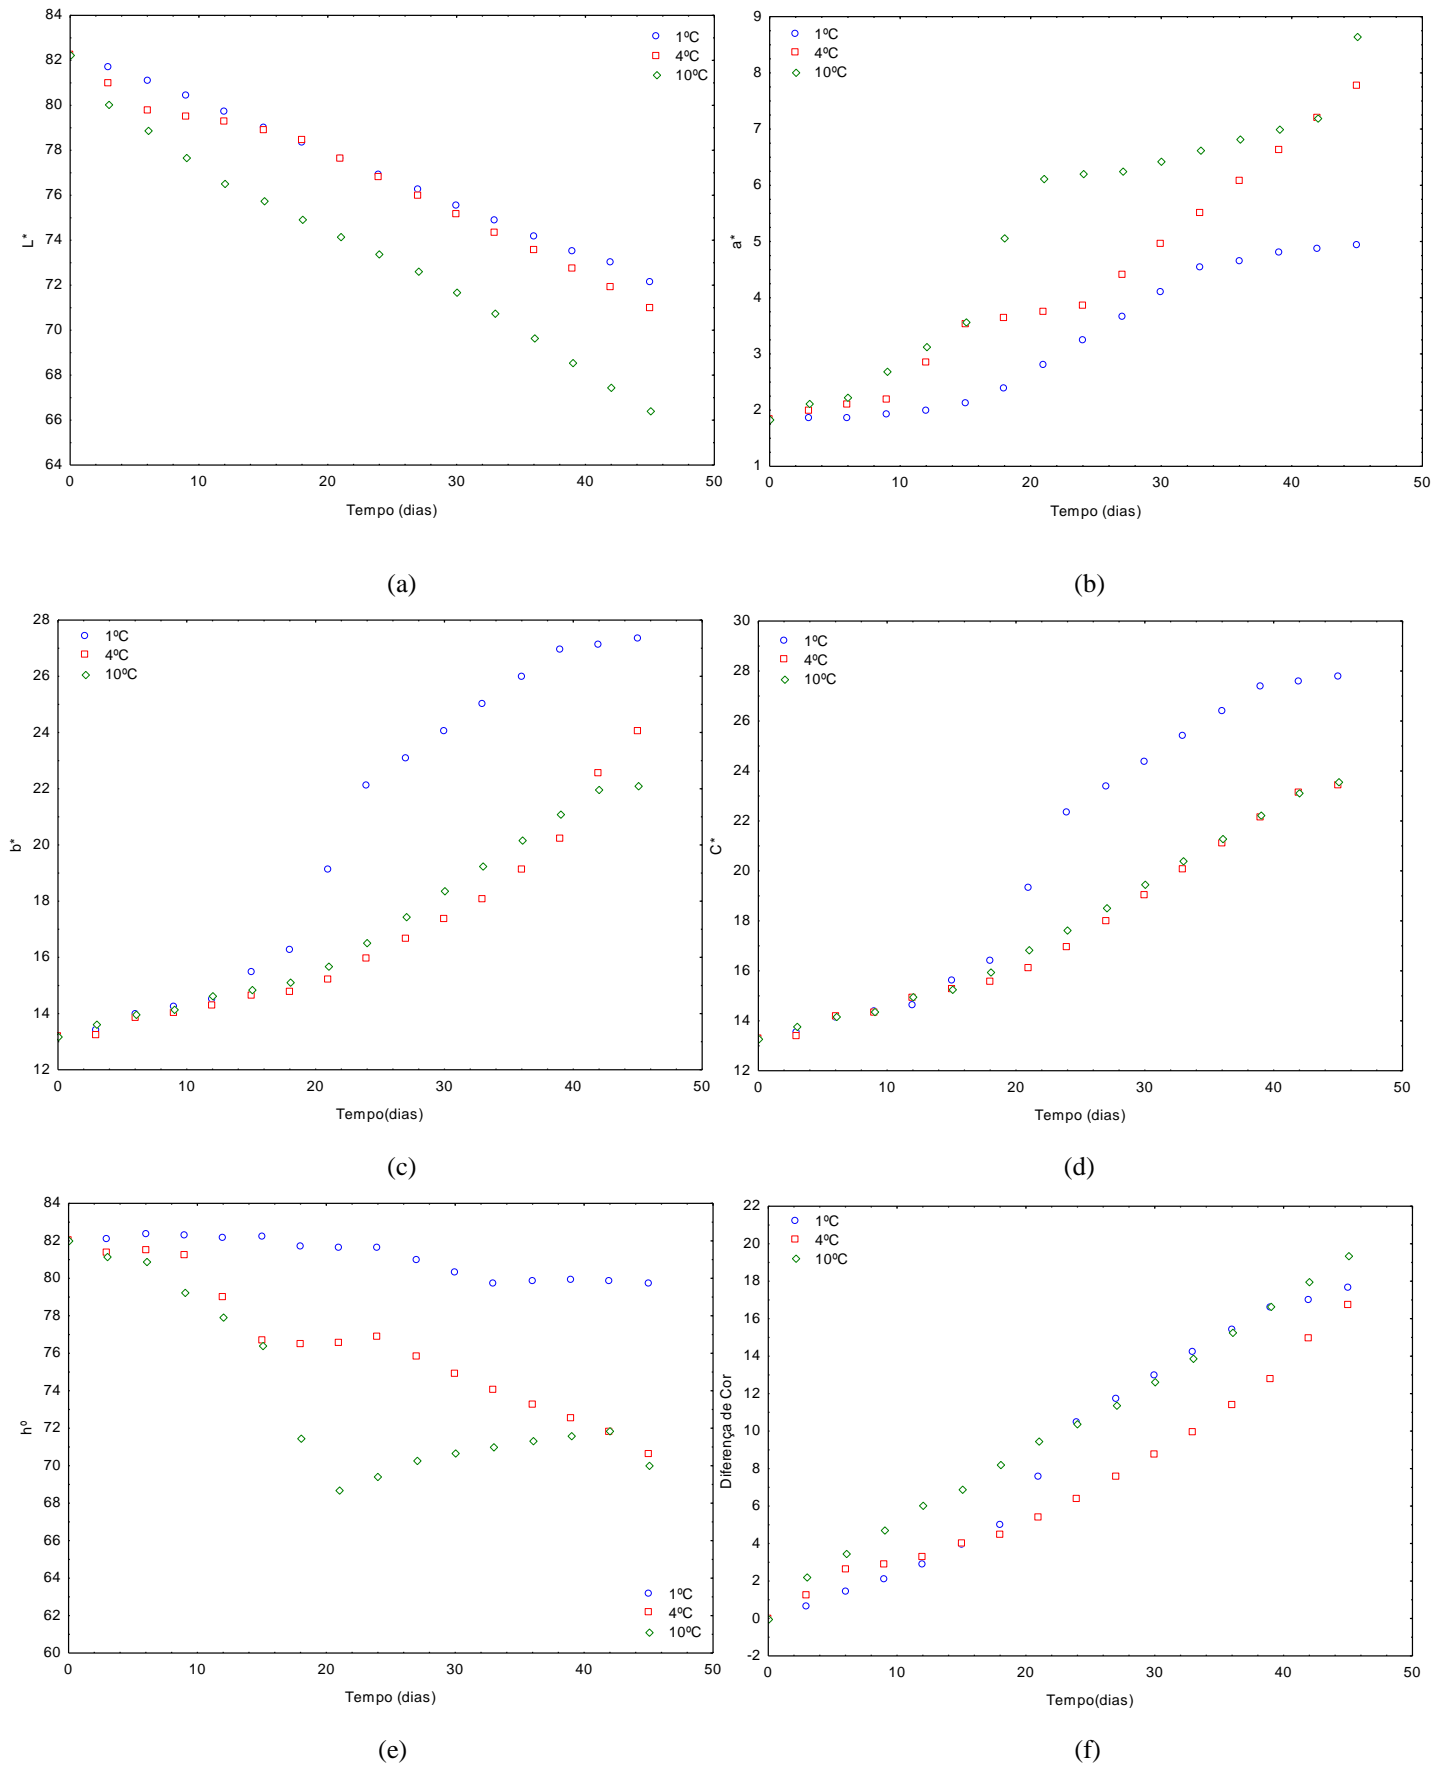 84
82
80
78
76
74
72
70
68
66
64
L*
0
10
20
30
40
50
Tempo (dias)
1ºC
4ºC
10ºC
(a)
9
8
7
6
5
4
3
2
1
a*
0
10
20
30
40
50
Tempo (dias)
1ºC
4ºC
10ºC
(b)
28
26
24
22
20
18
16
14
12
b*
0
10
20
30
40
50
Tempo(dias)
1ºC
4ºC
10ºC
(c)
30
28
26
24
22
20
18
16
14
12
C*
0
10
20
30
40
50
Tempo (dias)
1ºC
4ºC
10ºC
(d)
84
82
80
78
76
74
72
70
68
66
64
62
60
hº
0
10
20
30
40
50
Tempo (dias)
1ºC
4ºC
10ºC
(e)
22
20
18
16
14
12
10
8
6
4
2
0
-2
Diferença de Cor
0
10
20
30
40
50
Tempo(dias)
1ºC
4ºC
10ºC
(f)